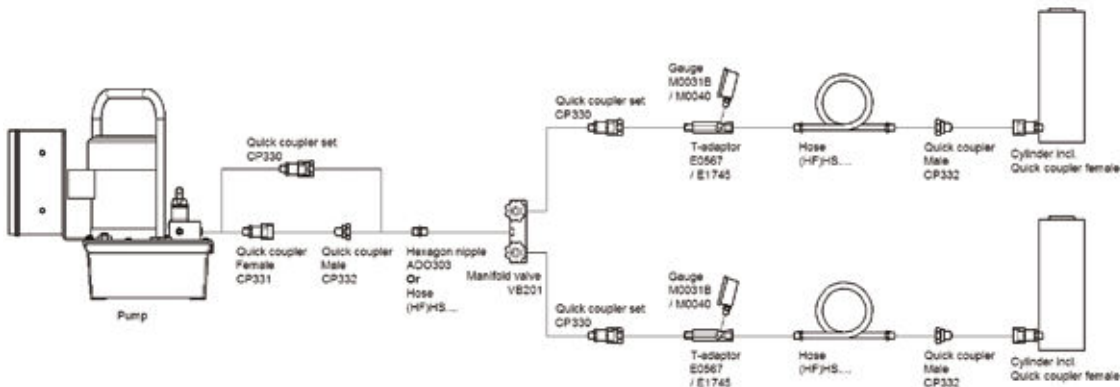 Pump
Quick coupler set
CP330
Quick coupler
Female
CP331
Quick coupler
Male
CP332
Hexagon nipple
ADO303
Or
Hose
(HF)HS....
Manifold valve
VB201
Quick coupler set
CP330
Gauge
M0031B
/ M0040
T-adaptor
E0567
/ E1745
Hose
(HF)HS....
Quick coupler
Male
CP332
Cylinder incl.
Quick coupler female
Quick coupler set
CP330
Gauge
M0031B
/ M0040
T-adaptor
E0567
/ E1745
Hose
(HF)HS....
Quick coupler
Male
CP332
Cylinder incl.
Quick coupler female